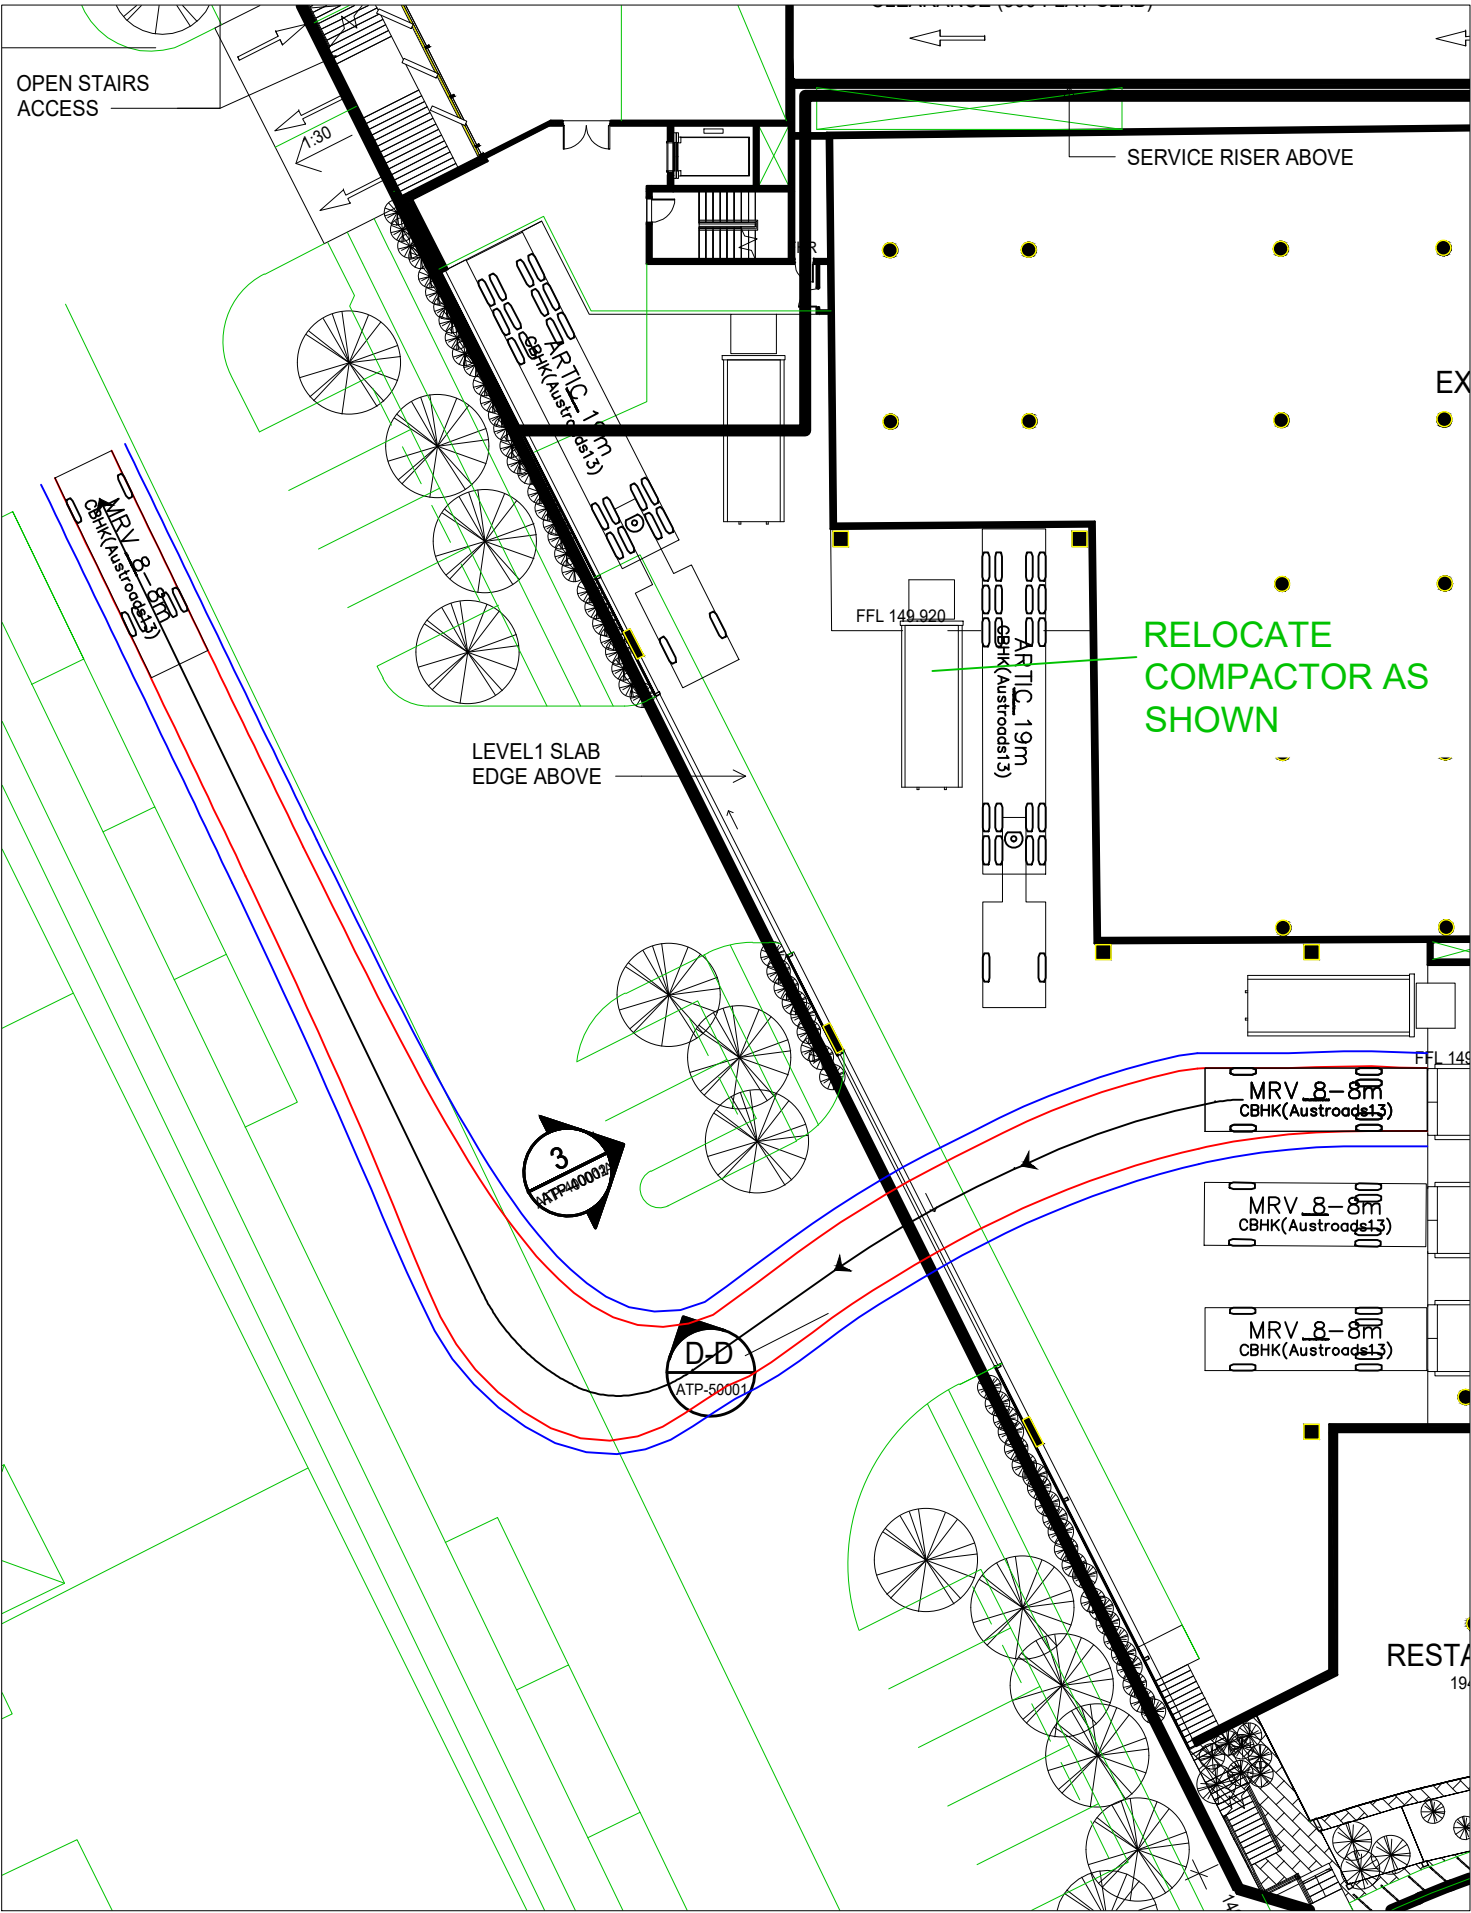 OPEN STAIRS
ACCESS
1:30
SERVICE RISER ABOVE
ARTIC
CBHK(Austroads13)
EX
MRV 8-8m
CBHK(Austroads13)
FFL 149.920
ARTIC 19m
CBHK(Austroads13)
RELOCATE
COMPACTOR AS
SHOWN
LEVEL1 SLAB
EDGE ABOVE
FFL 149
MRV 8-8m
CBHK(Austroads13)
3
MRV 8-8m
CBHK(Austroads13)
MRV 8-8m
CBHK(Austroads13)
D-D
ATP-50001
RESTA
194